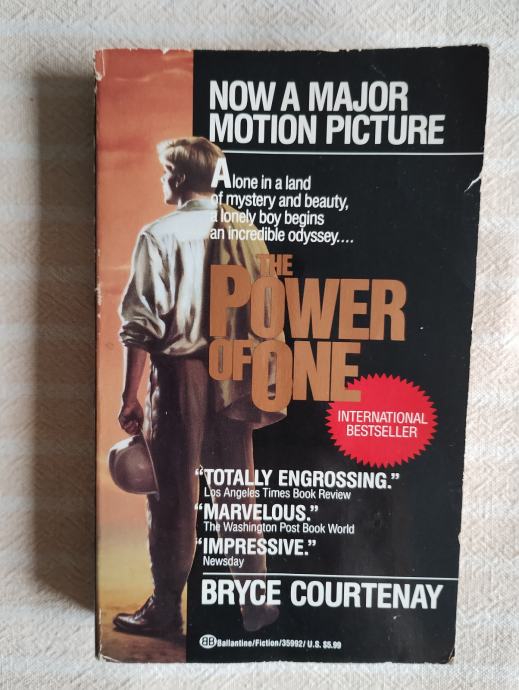 NOW A MAJOR
MOTION PICTURE
Alone in a land
of mystery and beauty,
a lonely boy begins
an incredible odyssey....
THE
POWER
OF ONE
INTERNATIONAL
BESTSELLER
"TOTALLY ENGROSSING."
Los Angeles Times Book Review
"MARVELOUS."
The Washington Post Book World
"IMPRESSIVE."
Newsday
BRYCE COURTENAY
BB Ballantine/Fiction/35992/U.S. $5.99